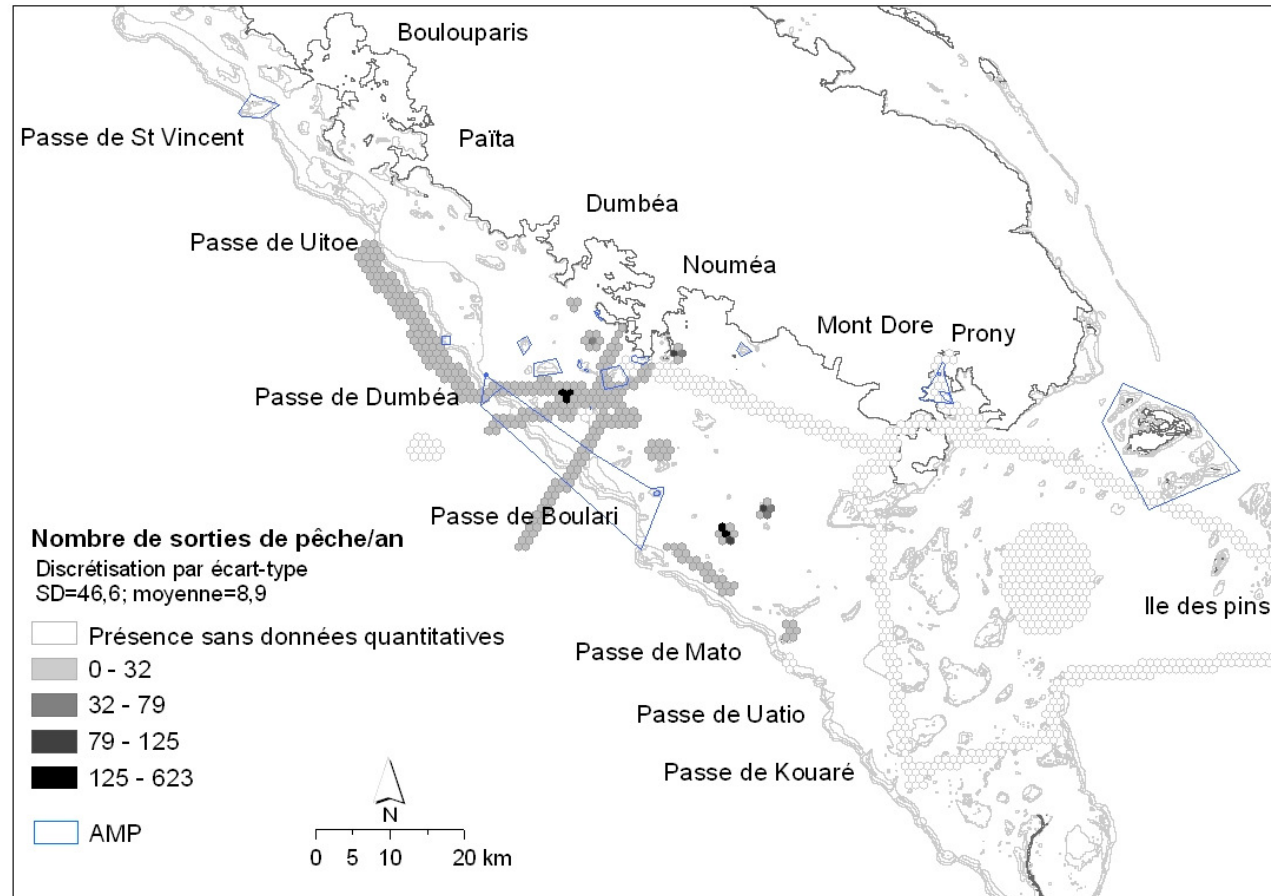 Boulouparis
Passe de St Vincent
Païta
Dumbéa
Passe de Uitoe
Nouméa
Mont Dore
Prony
Passe de Dumbéa
Passe de Boulari
Ile des pins
Passe de Mato
Passe de Uatio
Passe de Kouaré
Nombre de sorties de pêche/an
Discrétisation par écart-type
SD=46,6; moyenne=8,9
Présence sans données quantitatives
0 - 32
32 - 79
79 - 125
125 - 623
AMP
N
0 5 10 20 km